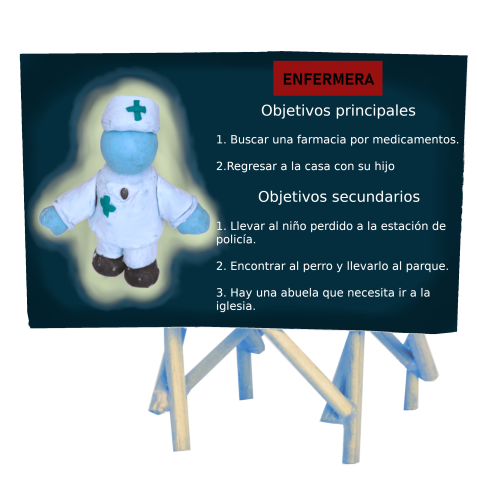 ENFERMERA
Objetivos principales
1. Buscar una farmacia por medicamentos.
2.Regresar a la casa con su hijo
Objetivos secundarios
1. Llevar al niño perdido a la estación de
policía.
2. Encontrar al perro y llevarlo al parque.
3. Hay una abuela que necesita ir a la
iglesia.